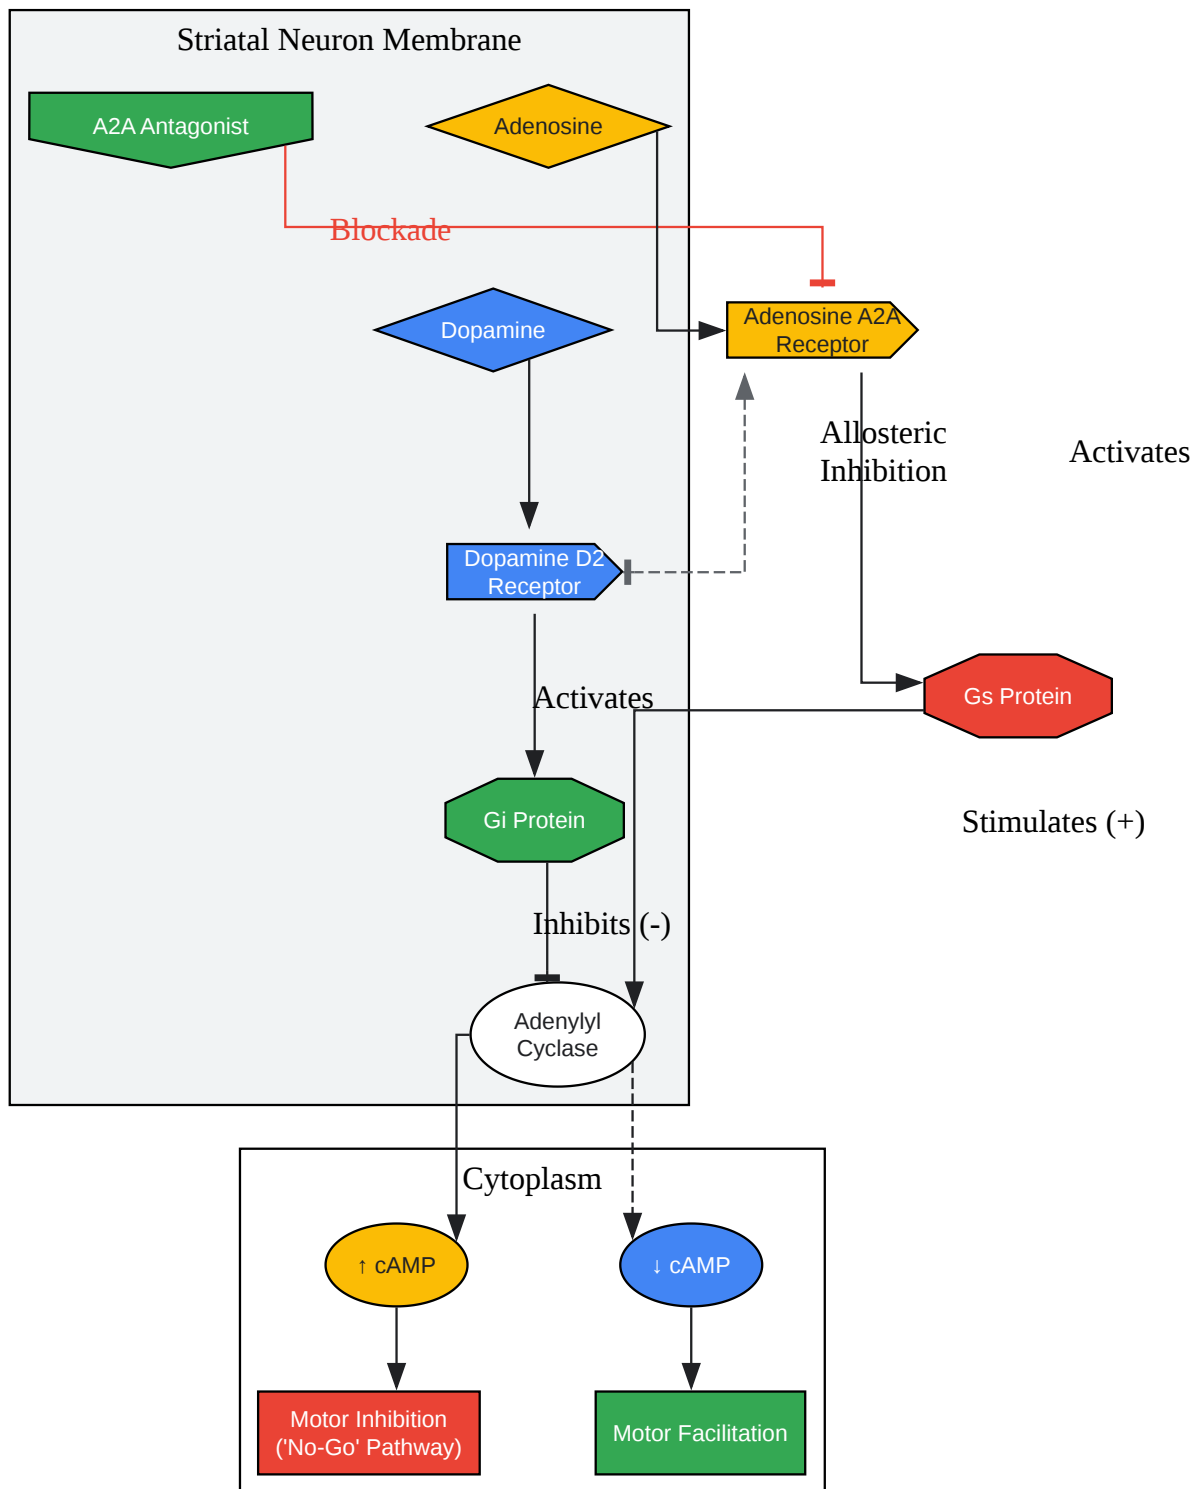 Striatal Neuron Membrane
A2A Antagonist
Adenosine
Blockade
Dopamine
Adenosine A2A
Receptor
Allosteric
Inhibition
Activates
Dopamine D2
Receptor
Activates
Gs Protein
Gi Protein
Stimulates (+)
Inhibits (-)
Adenylyl
Cyclase
Cytoplasm
↑ cAMP
↓ cAMP
Motor Inhibition
('No-Go' Pathway)
Motor Facilitation